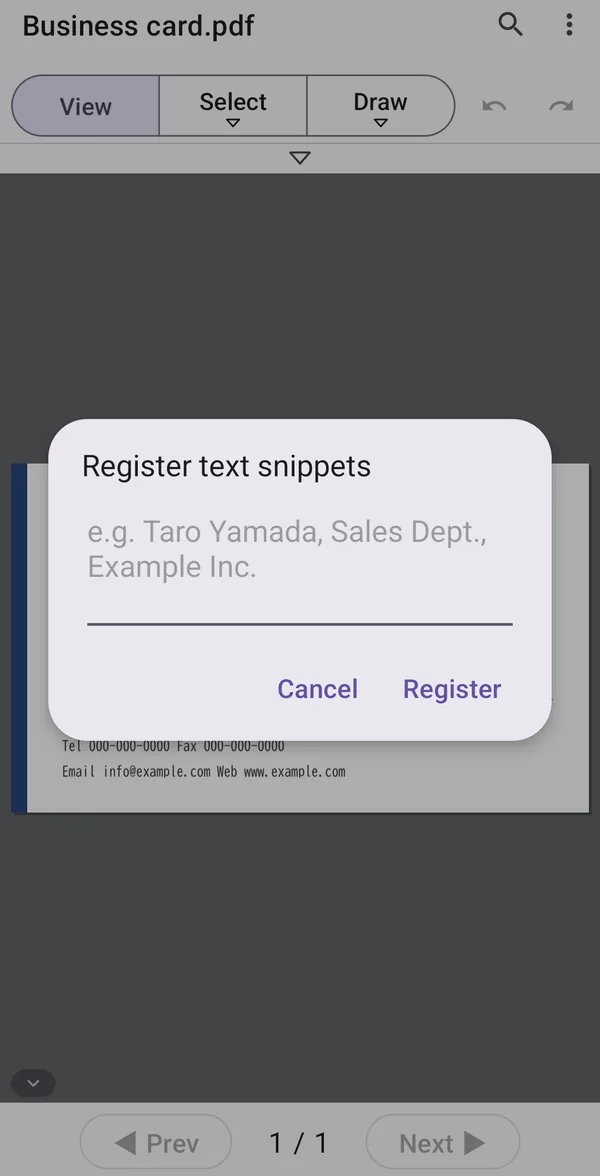 Business card.pdf
View Select Draw
Register text snippets
e.g. Taro Yamada, Sales Dept.,
Example Inc.
Cancel Register
Tel 000-000-0000 Fax 000-000-0000
Email info@example.com Web www.example.com
Prev 1 / 1 Next